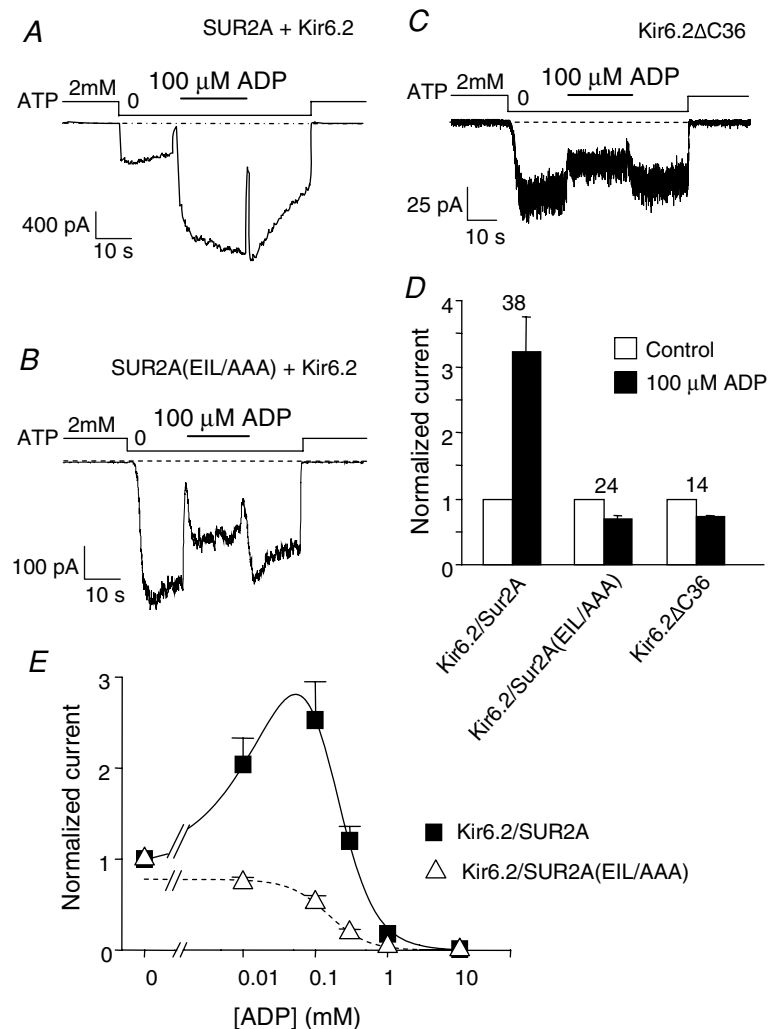 A
SUR2A + Kir6.2
100 μM ADP
2mM
ATP
0
400 pA
10 s
B
SUR2A(EIL/AAA) + Kir6.2
100 μM ADP
2mM
ATP
0
100 pA
10 s
C
Kir6.2ΔC36
100 μM ADP
2mM
ATP
0
25 pA
10 s
D
Normalized current
4
3
2
1
0
38
24
14
Control
100 μM ADP
Kir6.2/Sur2A
Kir6.2/Sur2A(EIL/AAA)
Kir6.2ΔC36
E
Normalized current
3
2
1
0
0
0.01
0.1
1
10
[ADP] (mM)
Kir6.2/SUR2A
Kir6.2/SUR2A(EIL/AAA)